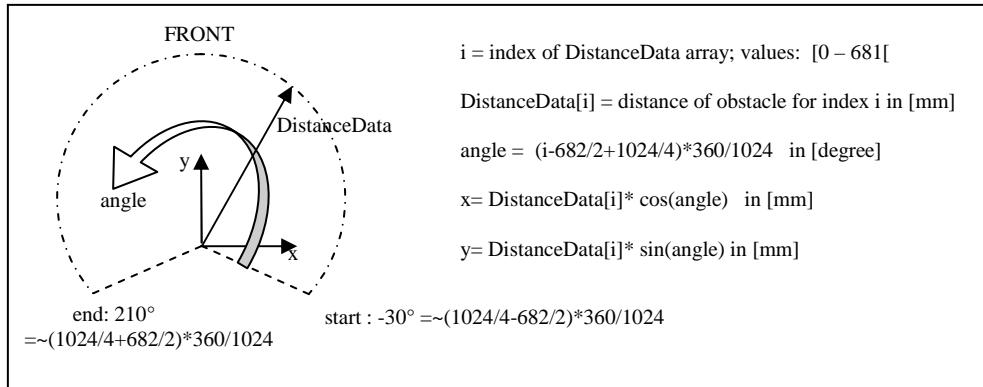 FRONT
i = index of DistanceData array; values: [0 – 681[
DistanceData[i] = distance of obstacle for index i in [mm]
DistanceData
angle = (i-682/2+1024/4)*360/1024 in [degree]
y
angle
x= DistanceData[i]* cos(angle) in [mm]
x
y= DistanceData[i]* sin(angle) in [mm]
end: 210°
=~(1024/4+682/2)*360/1024
start : -30° =~(1024/4-682/2)*360/1024